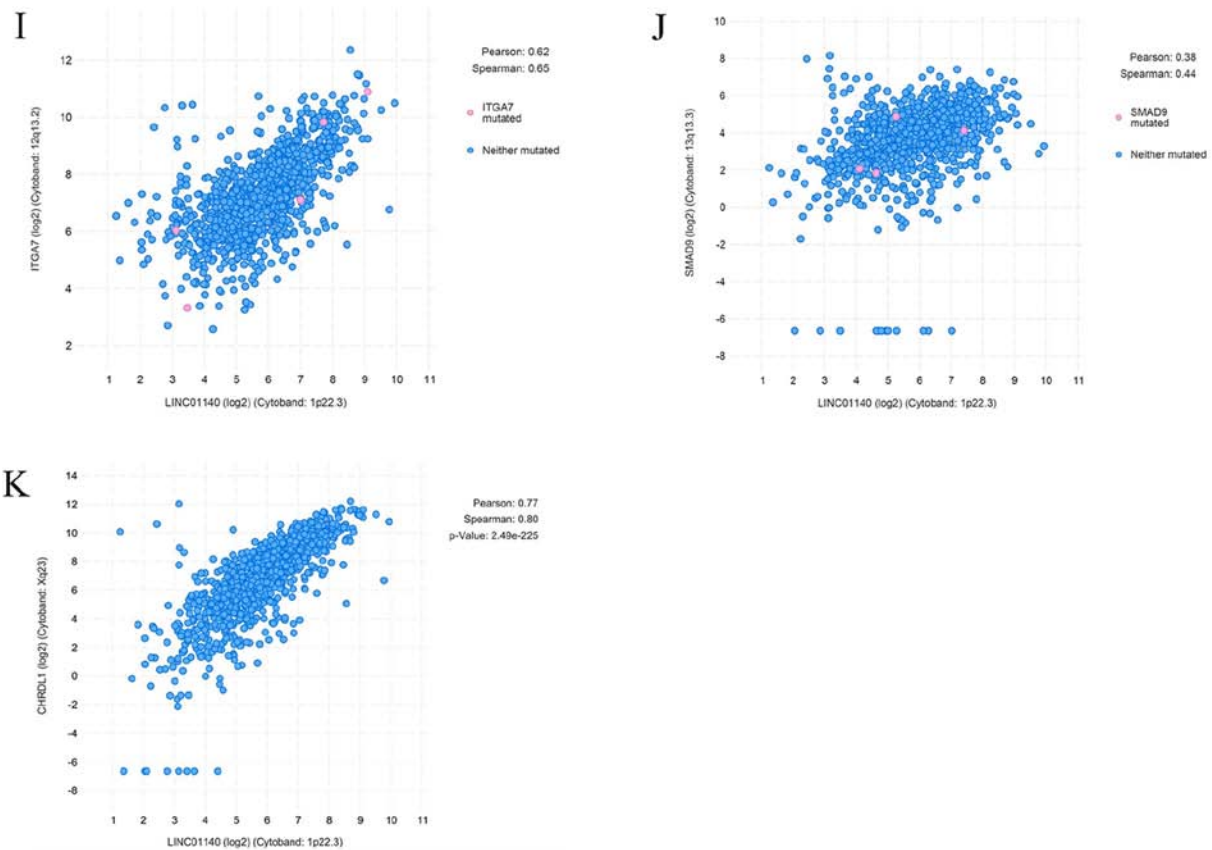 I
Pearson: 0.62
Spearman: 0.65
ITGA7
mutated
Neither mutated
ITGA7 (log2) (Cytoband: 12q13.2)
12
10
8
6
4
2
1 2 3 4 5 6 7 8 9 10 11
LINC01140 (log2) (Cytoband: 1p22.3)
J
Pearson: 0.38
Spearman: 0.44
SMAD9
mutated
Neither mutated
SMAD9 (log2) (Cytoband: 13q13.3)
10
8
6
4
2
0
-2
-4
-6
-8
1 2 3 4 5 6 7 8 9 10 11
LINC01140 (log2) (Cytoband: 1p22.3)
K
Pearson: 0.77
Spearman: 0.80
p-Value: 2.49e-225
CHRDL1 (log2) (Cytoband: Xq23)
14
12
10
8
6
4
2
0
-2
-4
-6
-8
1 2 3 4 5 6 7 8 9 10 11
LINC01140 (log2) (Cytoband: 1p22.3)